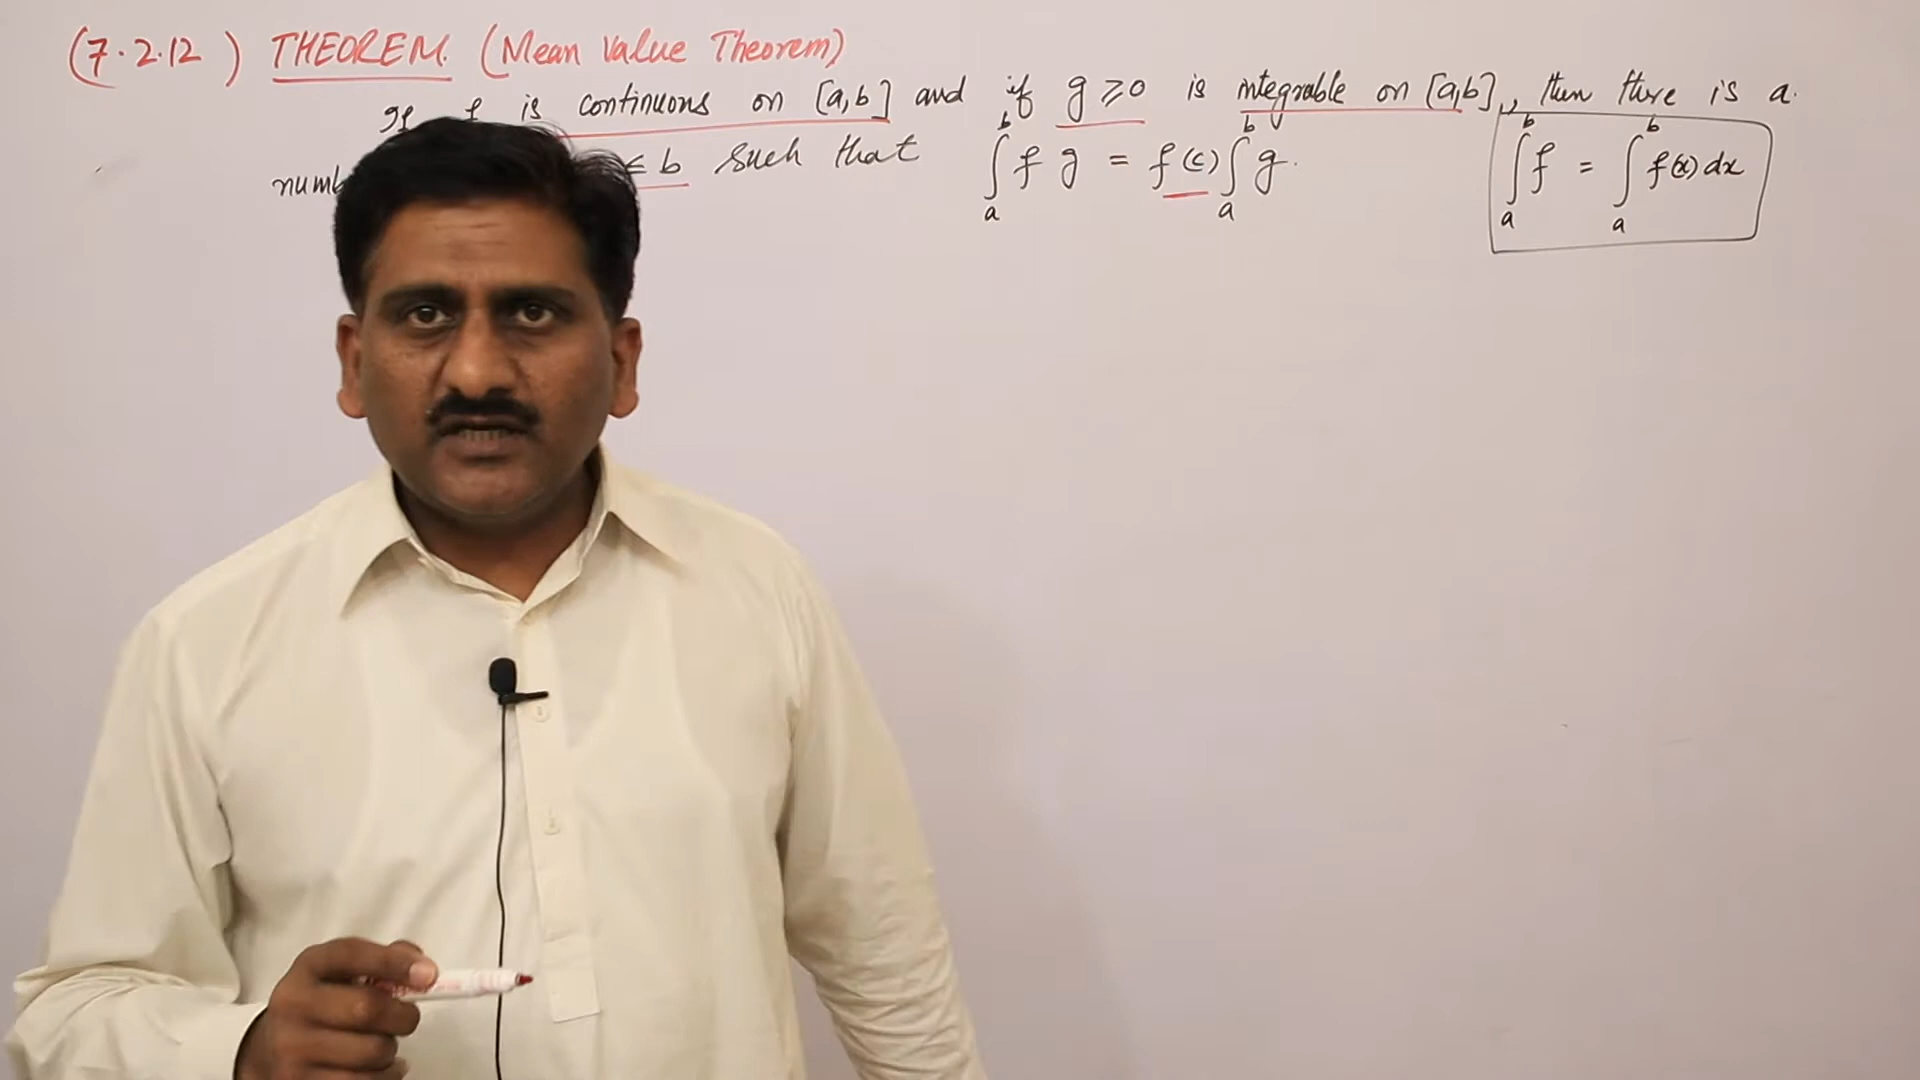 (7.2.12) THEOREM. (Mean Value Theorem)
If f is continuous on [a,b] and if g ≥ 0 is integrable on [a,b], then there is a.
≤ b such that ∫_a^b f g = f(c) ∫_a^b g.
∫_a^b f = ∫_a^b f(x) dx